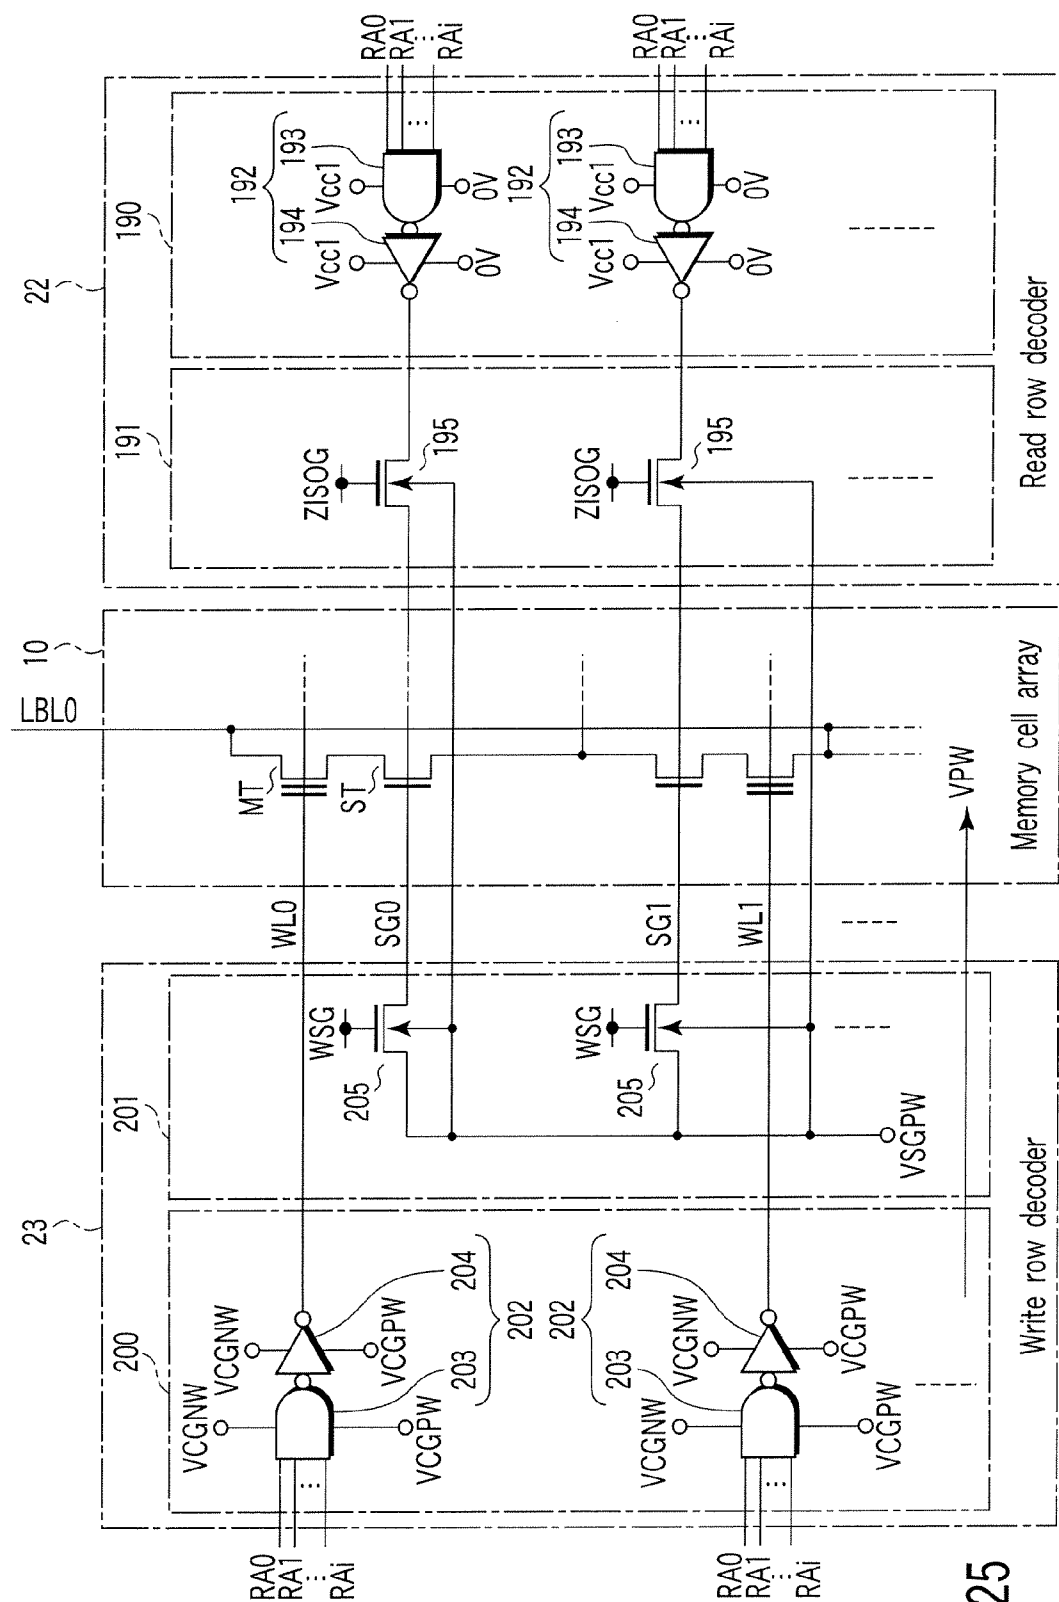 LBL0
23
200
201
10
22
191
190
VCGNW
VCGNW
RA0
RA1
⋮
RAi
...
VCGPW
VCGPW
203
204
202
WL0
MT
WSG
205
SG0
ST
ZISOG
195
Vcc1
Vcc1
192
194
193
0V
0V
RA0
RA1
⋮
RAi
...
202
203
204
VCGNW
VCGNW
RA0
RA1
⋮
RAi
...
VCGPW
VCGPW
WSG
205
SG1
WL1
ZISOG
195
Vcc1
Vcc1
192
194
193
0V
0V
RA0
RA1
⋮
RAi
...
VSGPW
VPW
Write row decoder
Memory cell array
Read row decoder
25